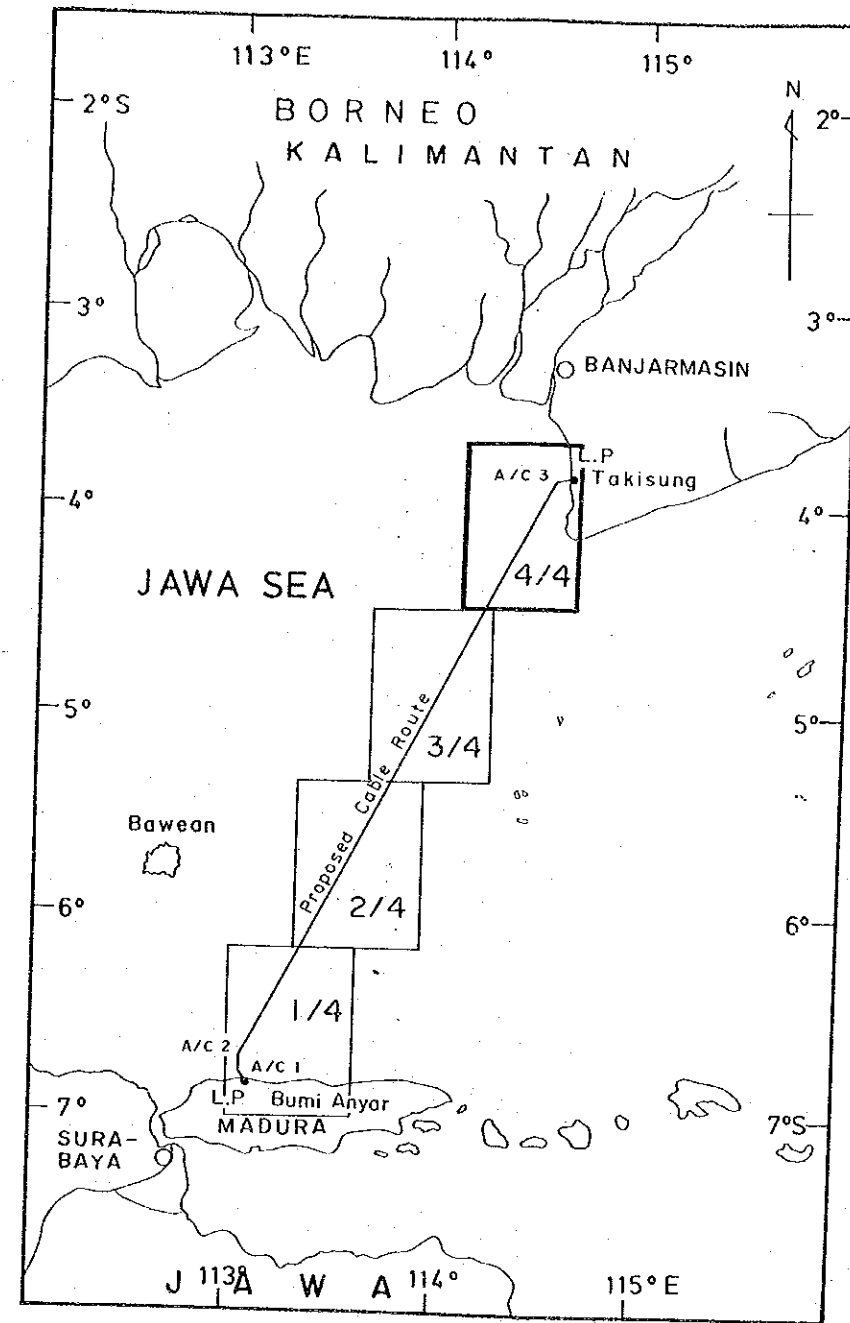 113°E 114° 115°
2°S
BORNEO
N
2°
KALIMANTAN
3°
3°
BANJARMASIN
L.P
A/C 3
Takisung
4°
4°
JAWA SEA
4/4
5°
5°
3/4
Proposed Cable Route
Bawean
6°
2/4
6°
1/4
A/C 2
A/C 1
L.P Bumi Anyar
7°
MADURA
7°S
SURA-
BAYA
JAWA
113° 114° 115°E